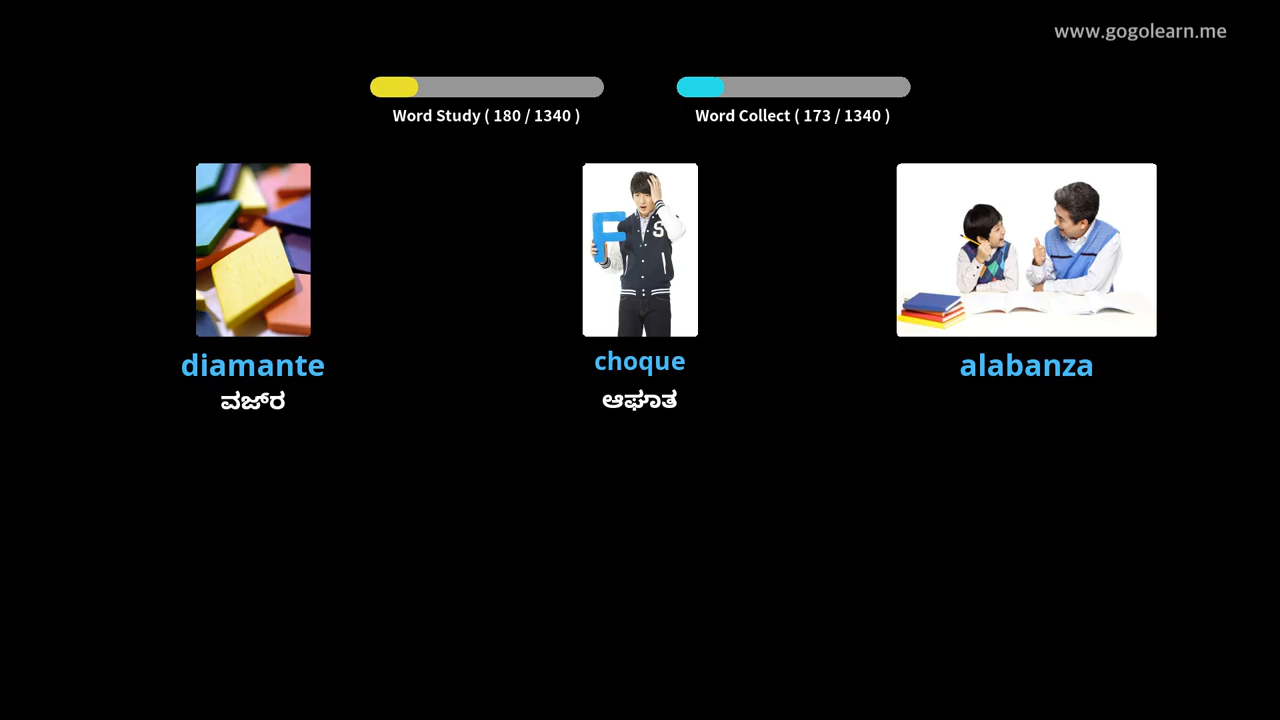 www.gogolearn.me
Word Study ( 180 / 1340 )
Word Collect ( 173 / 1340 )
F
S
diamante
choque
alabanza
ವಜ್‌ರ
ಆಘಾತ